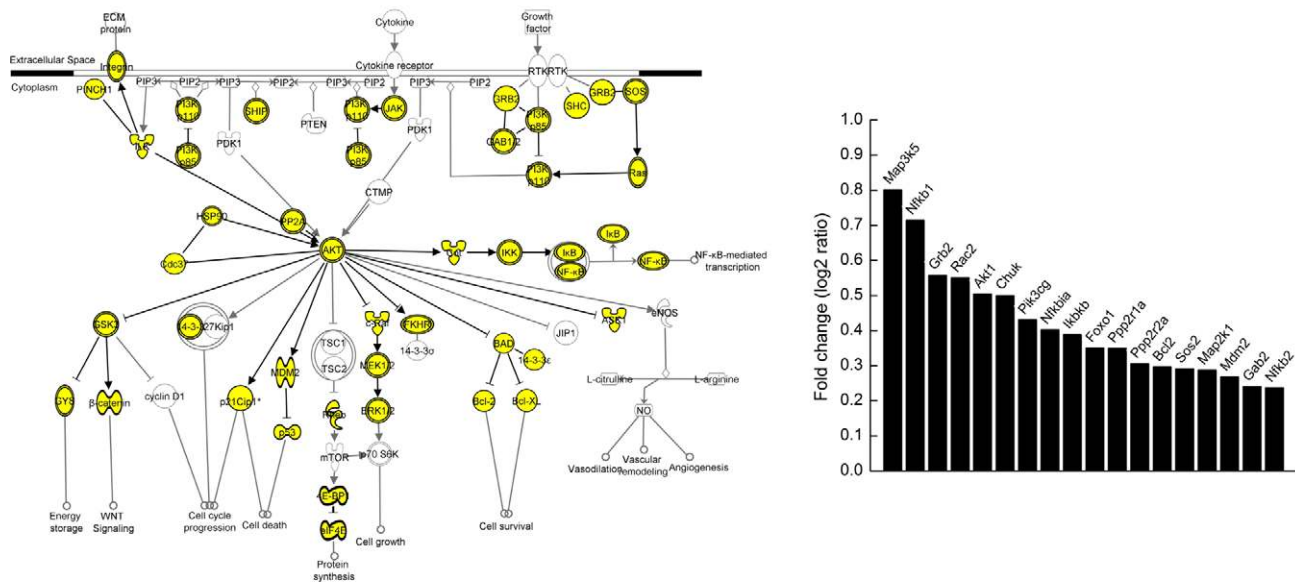 ECM
protein
Cytokine
Growth
factor
Extracellular Space
Integrin
Cytokine receptor
RTK
RTK
Cytoplasm
PIP3
PIP2
PIP3
PIP2
PIP3
PIP2
PIP3
PIP2
PINCH1
PI3K
p110
SHIP
PTEN
PI3K
p110
JAK
PDK1
GRB2
PI3K
p85
SHC
GRB2
SOS
ILK
PDK1
PI3K
p85
PI3K
p85
GAB1/2
PI3K
p110
Ras
CTMP
HSP90
PP2A
AKT
Cdc37
IKK
IκB
NF-κB
IκB
NF-κB
NF-κB-mediated
transcription
GSK3
14-3-3
p27Kip1
TSC1
TSC2
FKHR
14-3-3σ
BAD
14-3-3ε
JIP1
ASK1
eNOS
MEK1/2
MDM2
GYS
β-catenin
cyclin D1
p21Cip1*
p53
ERK1/2
Bcl-2
Bcl-XL
L-citrulline
L-arginine
NO
mTOR
p70 S6K
Vasodilation
Vascular
remodeling
Angiogenesis
eIF4E
Energy
storage
WNT
Signaling
Cell cycle
progression
Cell death
Cell growth
Cell survival
Protein
synthesis
Fold change (log2 ratio)
1.0
0.9
0.8
0.7
0.6
0.5
0.4
0.3
0.2
0.1
0.0
Map3k5
Nfkb1
Grb2
Rac2
Akt1
Chuk
Pik3cg
Nfkbia
Ikbkb
Foxo1
Ppp2r1a
Ppp2r2a
Bcl2
Sos2
Map2k1
Mdm2
Gab2
Nfkb2